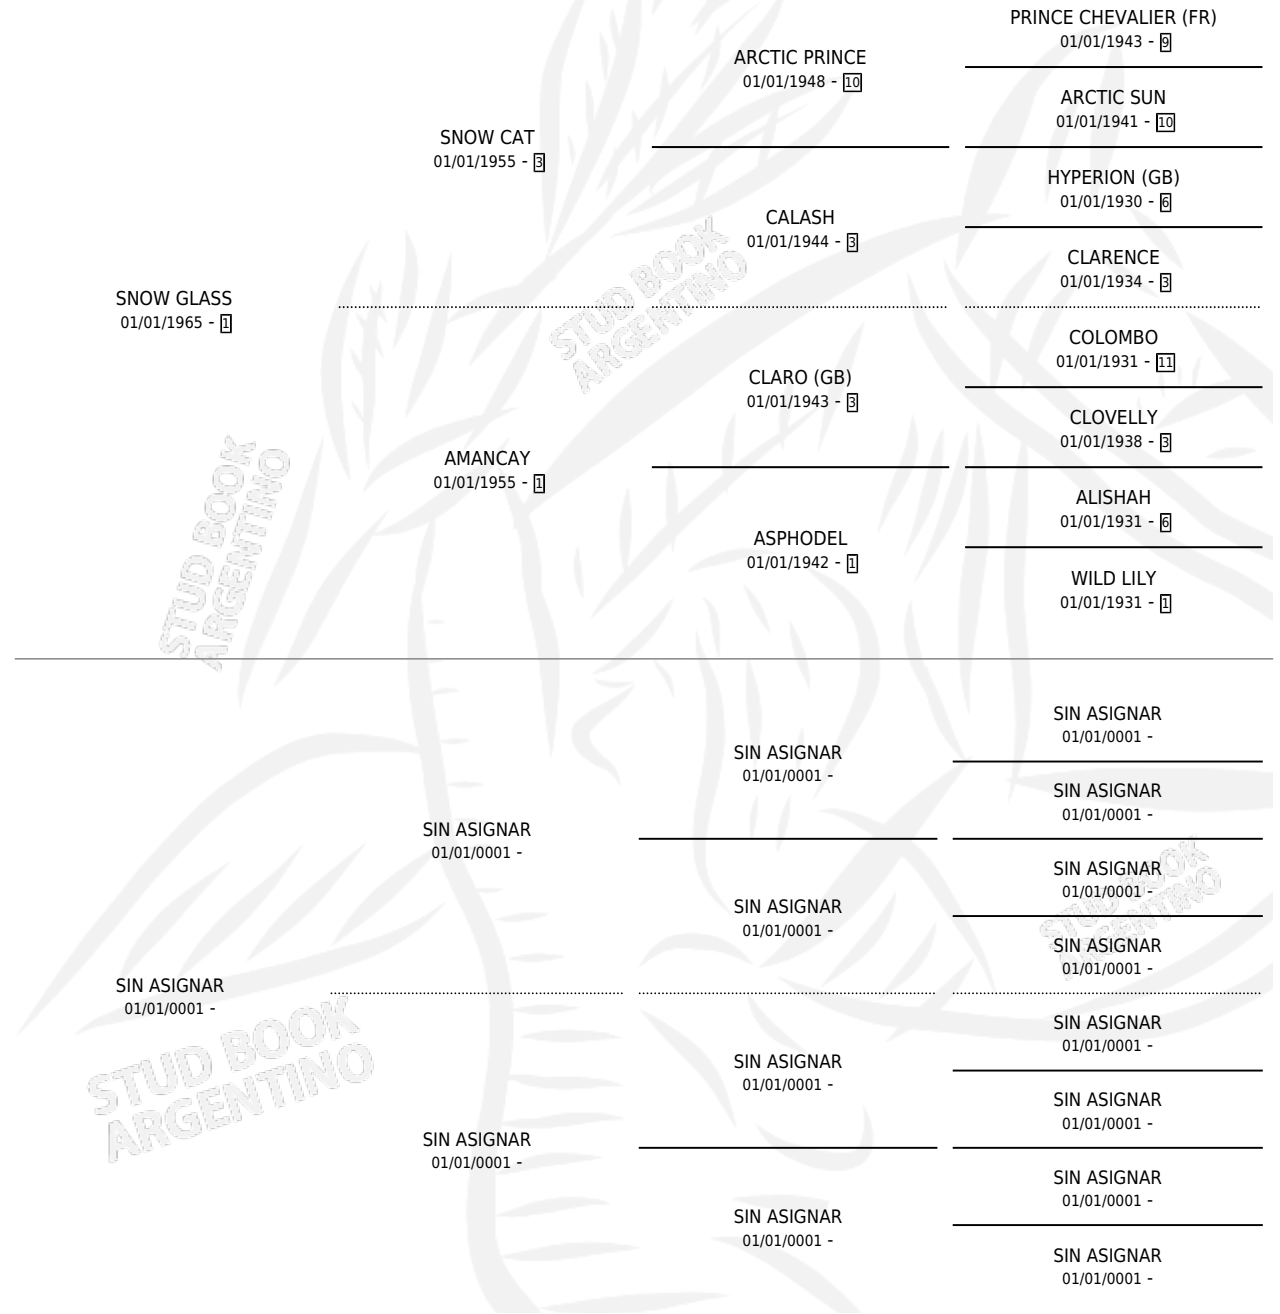 PRINCE CHEVALIER (FR)
01/01/1943 - 9
ARCTIC PRINCE
01/01/1948 - 10
ARCTIC SUN
01/01/1941 - 10
SNOW CAT
01/01/1955 - 3
HYPERION (GB)
01/01/1930 - 6
CALASH
01/01/1944 - 3
CLARENCE
01/01/1934 - 3
SNOW GLASS
01/01/1965 - 1
COLOMBO
01/01/1931 - 11
CLARO (GB)
01/01/1943 - 3
CLOVELLY
01/01/1938 - 3
AMANCAY
01/01/1955 - 1
ALISHAH
01/01/1931 - 6
ASPHODEL
01/01/1942 - 1
WILD LILY
01/01/1931 - 1
STUD BOOK
ARGENTINO
STUD BOOK
ARGENTINO
SIN ASIGNAR
01/01/0001 -
SIN ASIGNAR
01/01/0001 -
SIN ASIGNAR
01/01/0001 -
SIN ASIGNAR
01/01/0001 -
SIN ASIGNAR
01/01/0001 -
SIN ASIGNAR
01/01/0001 -
SIN ASIGNAR
01/01/0001 -
SIN ASIGNAR
01/01/0001 -
SIN ASIGNAR
01/01/0001 -
SIN ASIGNAR
01/01/0001 -
SIN ASIGNAR
01/01/0001 -
SIN ASIGNAR
01/01/0001 -
SIN ASIGNAR
01/01/0001 -
SIN ASIGNAR
01/01/0001 -
SIN ASIGNAR
01/01/0001 -
STUD BOOK
ARGENTINO
STUD BOOK
ARGENTINO